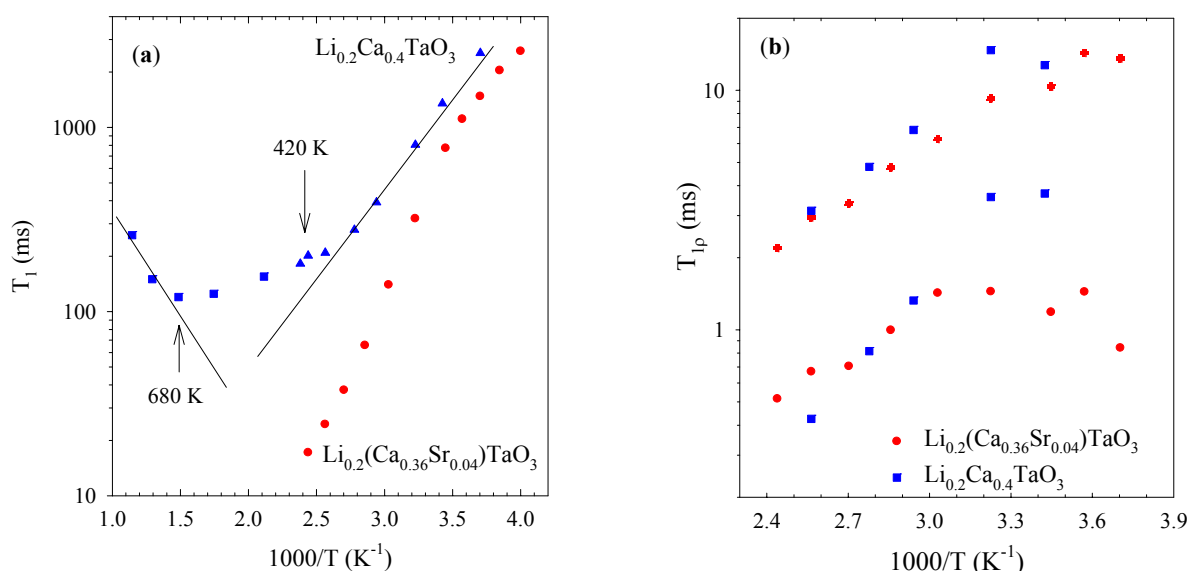 (a)
Li0.2Ca0.4TaO3
420 K
680 K
Li0.2(Ca0.36Sr0.04)TaO3
T1 (ms)
1000
100
10
1.0 1.5 2.0 2.5 3.0 3.5 4.0
1000/T (K-1)
(b)
T1ρ (ms)
10
1
Li0.2(Ca0.36Sr0.04)TaO3
Li0.2Ca0.4TaO3
2.4 2.7 3.0 3.3 3.6 3.9
1000/T (K-1)